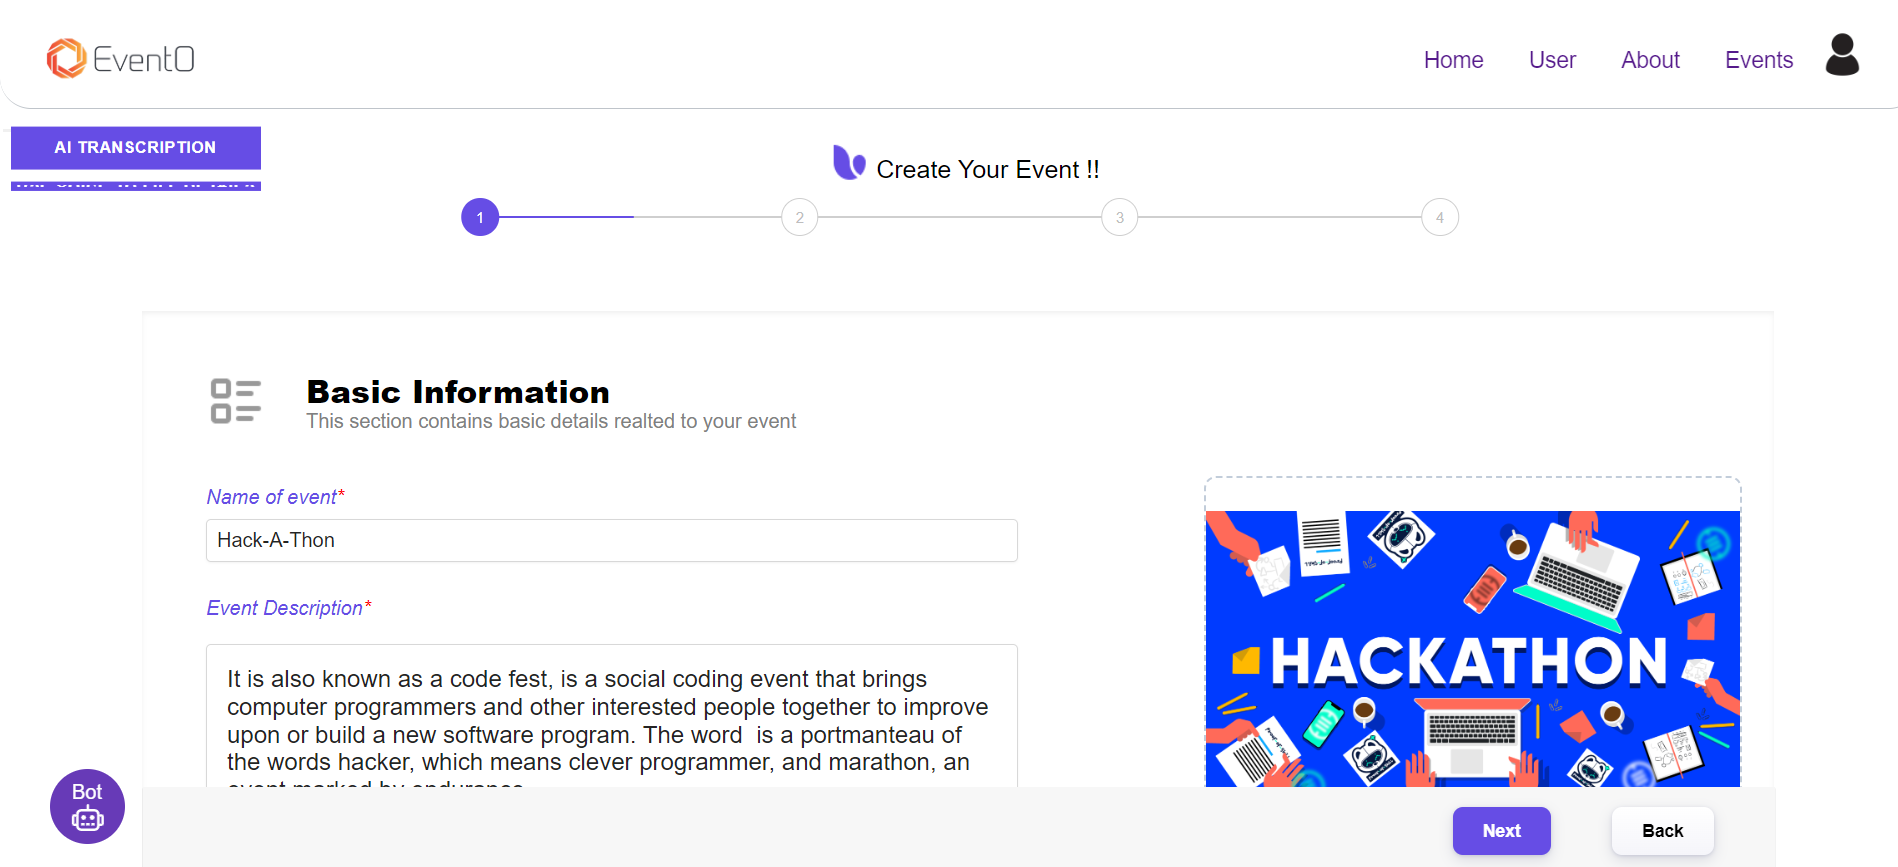 EventO
Home
User
About
Events
AI TRANSCRIPTION
Create Your Event !!
1
2
3
4
Basic Information
This section contains basic details realted to your event
Name of event*
Hack-A-Thon
Event Description*
It is also known as a code fest, is a social coding event that brings
computer programmers and other interested people together to improve
upon or build a new software program. The word  is a portmanteau of
the words hacker, which means clever programmer, and marathon, an
event marked by endurance
HACKATHON
Bot
Next
Back